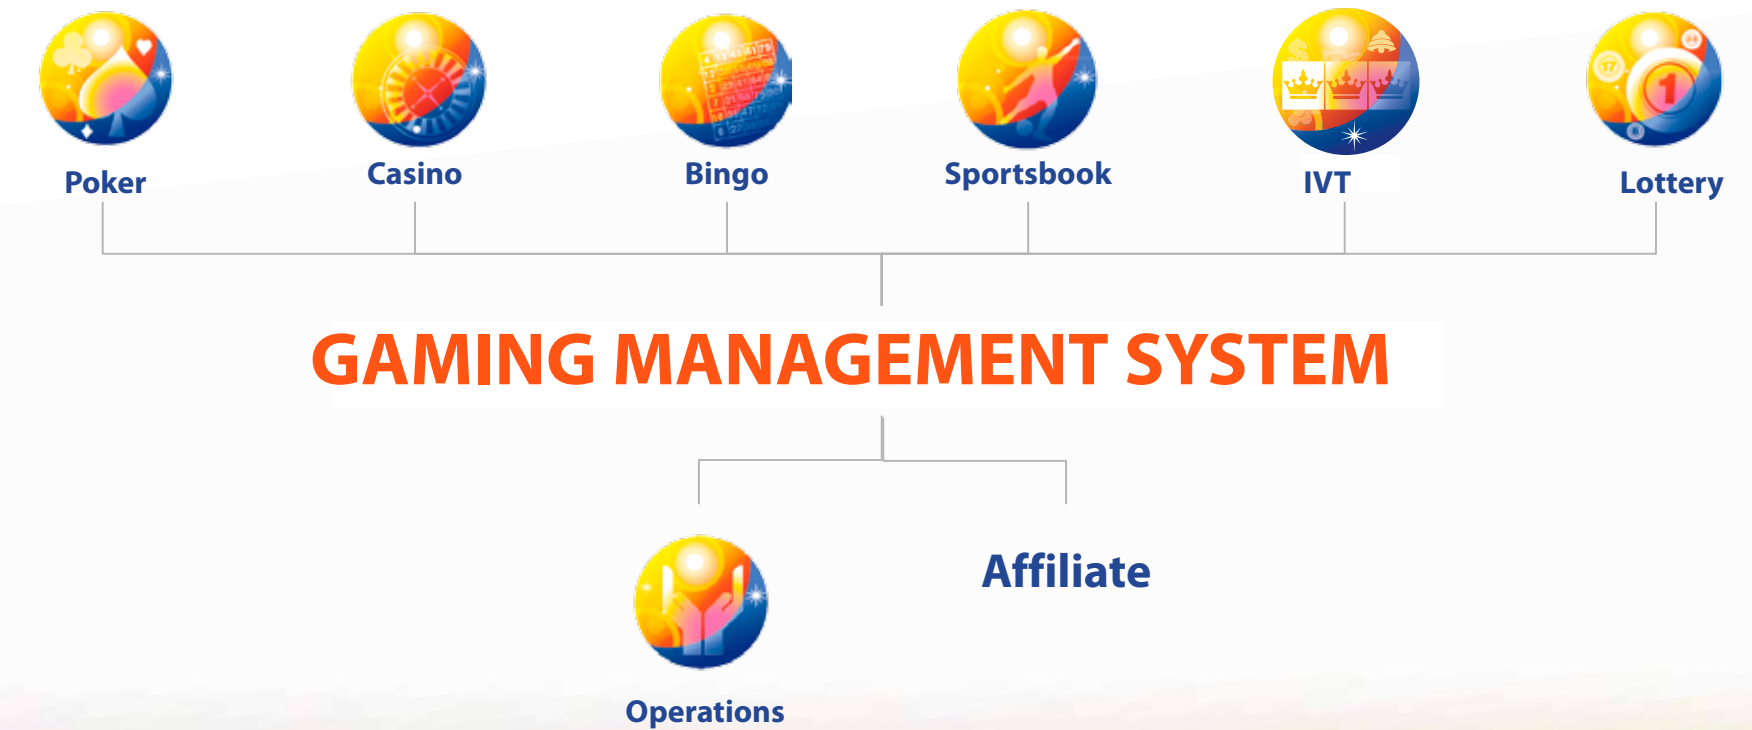 Poker
Casino
Bingo
Sportsbook
IVT
Lottery
GAMING MANAGEMENT SYSTEM
Affiliate
Operations